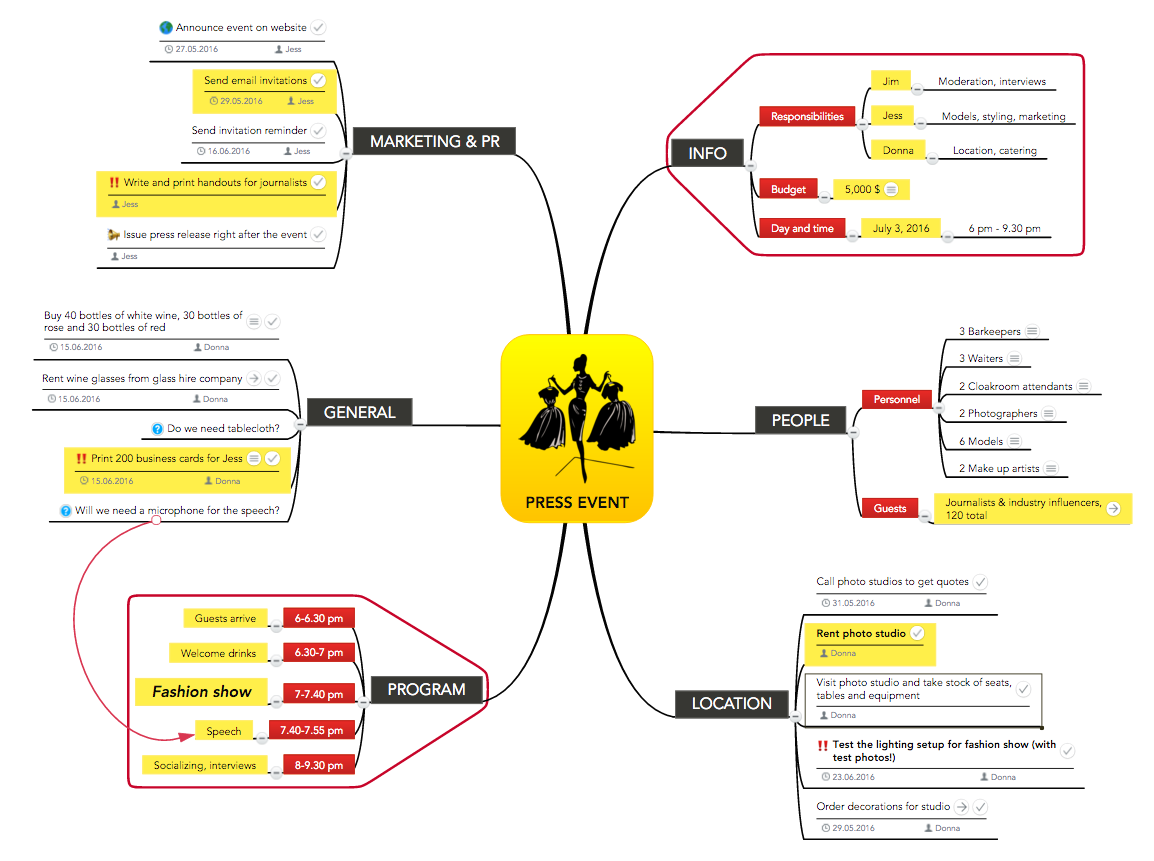 Announce event on website
27.05.2016 Jess
Send email invitations
29.05.2016 Jess
Send invitation reminder
16.06.2016 Jess
!! Write and print handouts for journalists
Jess
Issue press release right after the event
Jess
MARKETING & PR
INFO
Responsibilities
Jim
Moderation, interviews
Jess
Models, styling, marketing
Donna
Location, catering
Budget
5,000 $
Day and time
July 3, 2016
6 pm - 9.30 pm
Buy 40 bottles of white wine, 30 bottles of
rose and 30 bottles of red
15.06.2016 Donna
Rent wine glasses from glass hire company
15.06.2016 Donna
? Do we need tablecloth?
!! Print 200 business cards for Jess
15.06.2016 Donna
? Will we need a microphone for the speech?
GENERAL
PRESS EVENT
PEOPLE
Personnel
3 Barkeepers
3 Waiters
2 Cloakroom attendants
2 Photographers
6 Models
2 Make up artists
Guests
Journalists & industry influencers,
120 total
Guests arrive
6-6.30 pm
Welcome drinks
6.30-7 pm
Fashion show
7-7.40 pm
Speech
7.40-7.55 pm
Socializing, interviews
8-9.30 pm
PROGRAM
LOCATION
Call photo studios to get quotes
31.05.2016 Donna
Rent photo studio
Donna
Visit photo studio and take stock of seats,
tables and equipment
Donna
!! Test the lighting setup for fashion show (with
test photos!)
23.06.2016 Donna
Order decorations for studio
29.05.2016 Donna